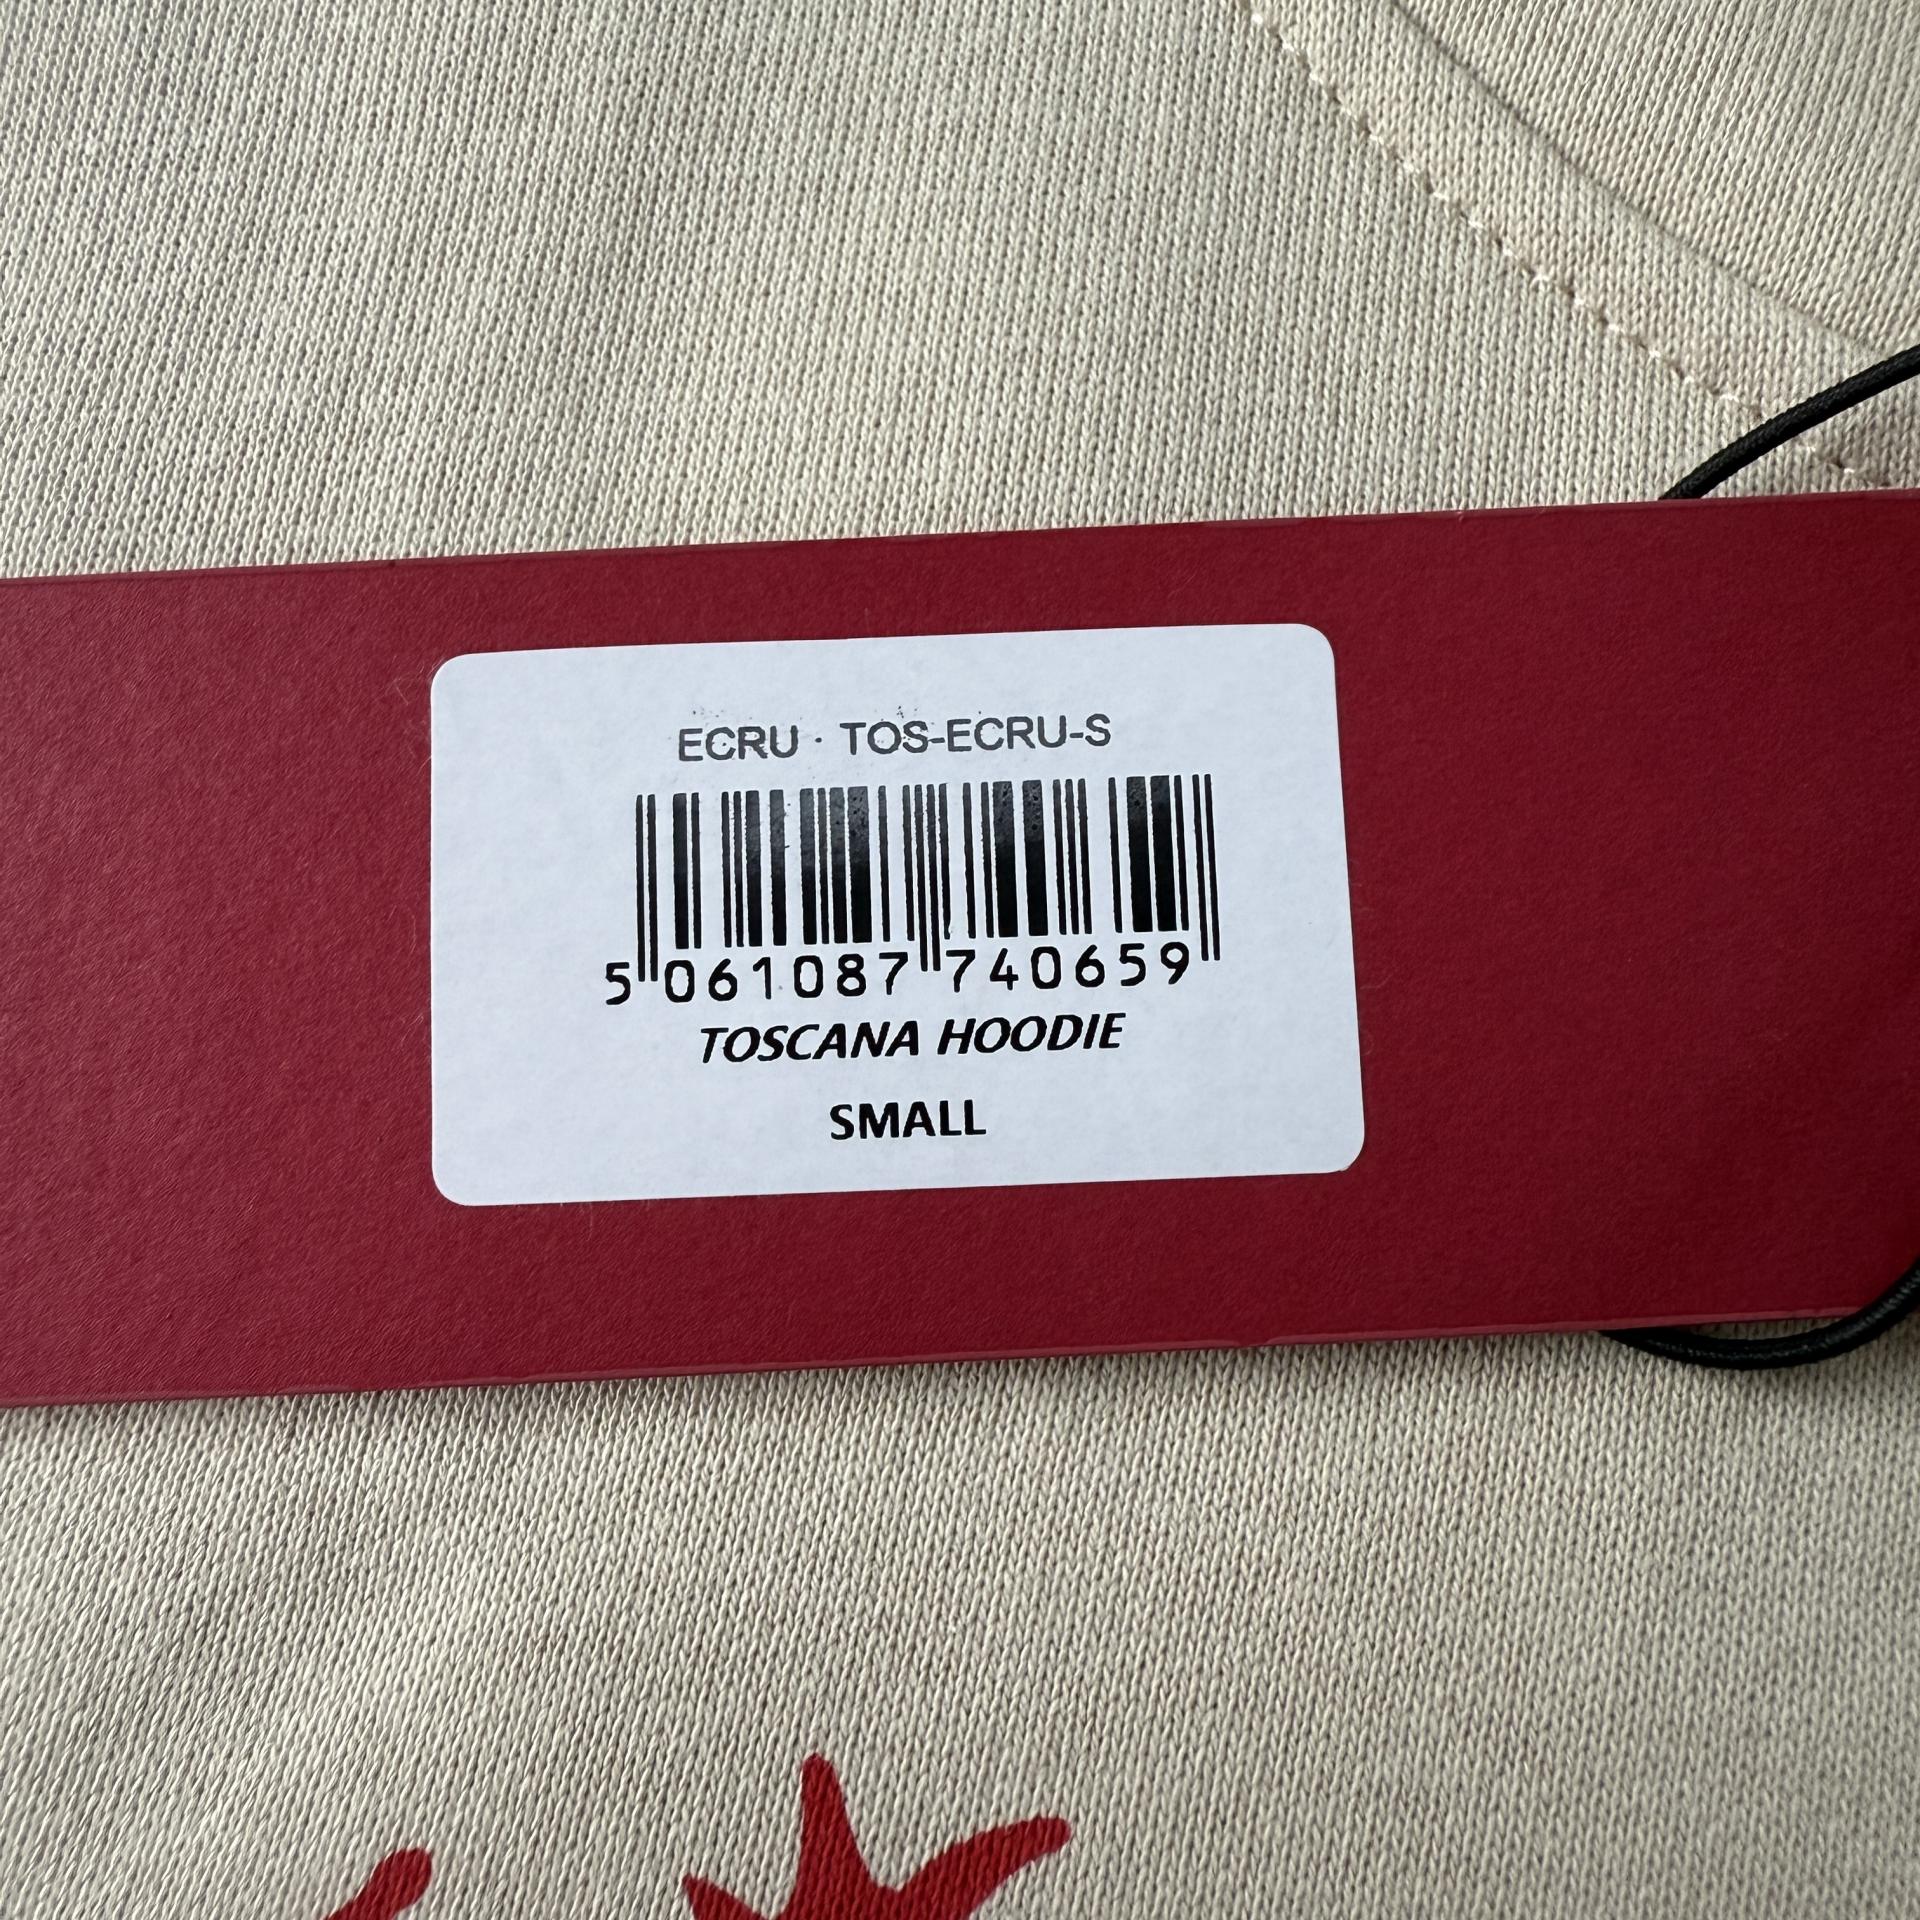 ECRU · TOS-ECRU-S
5 061087 740659
TOSCANA HOODIE
SMALL